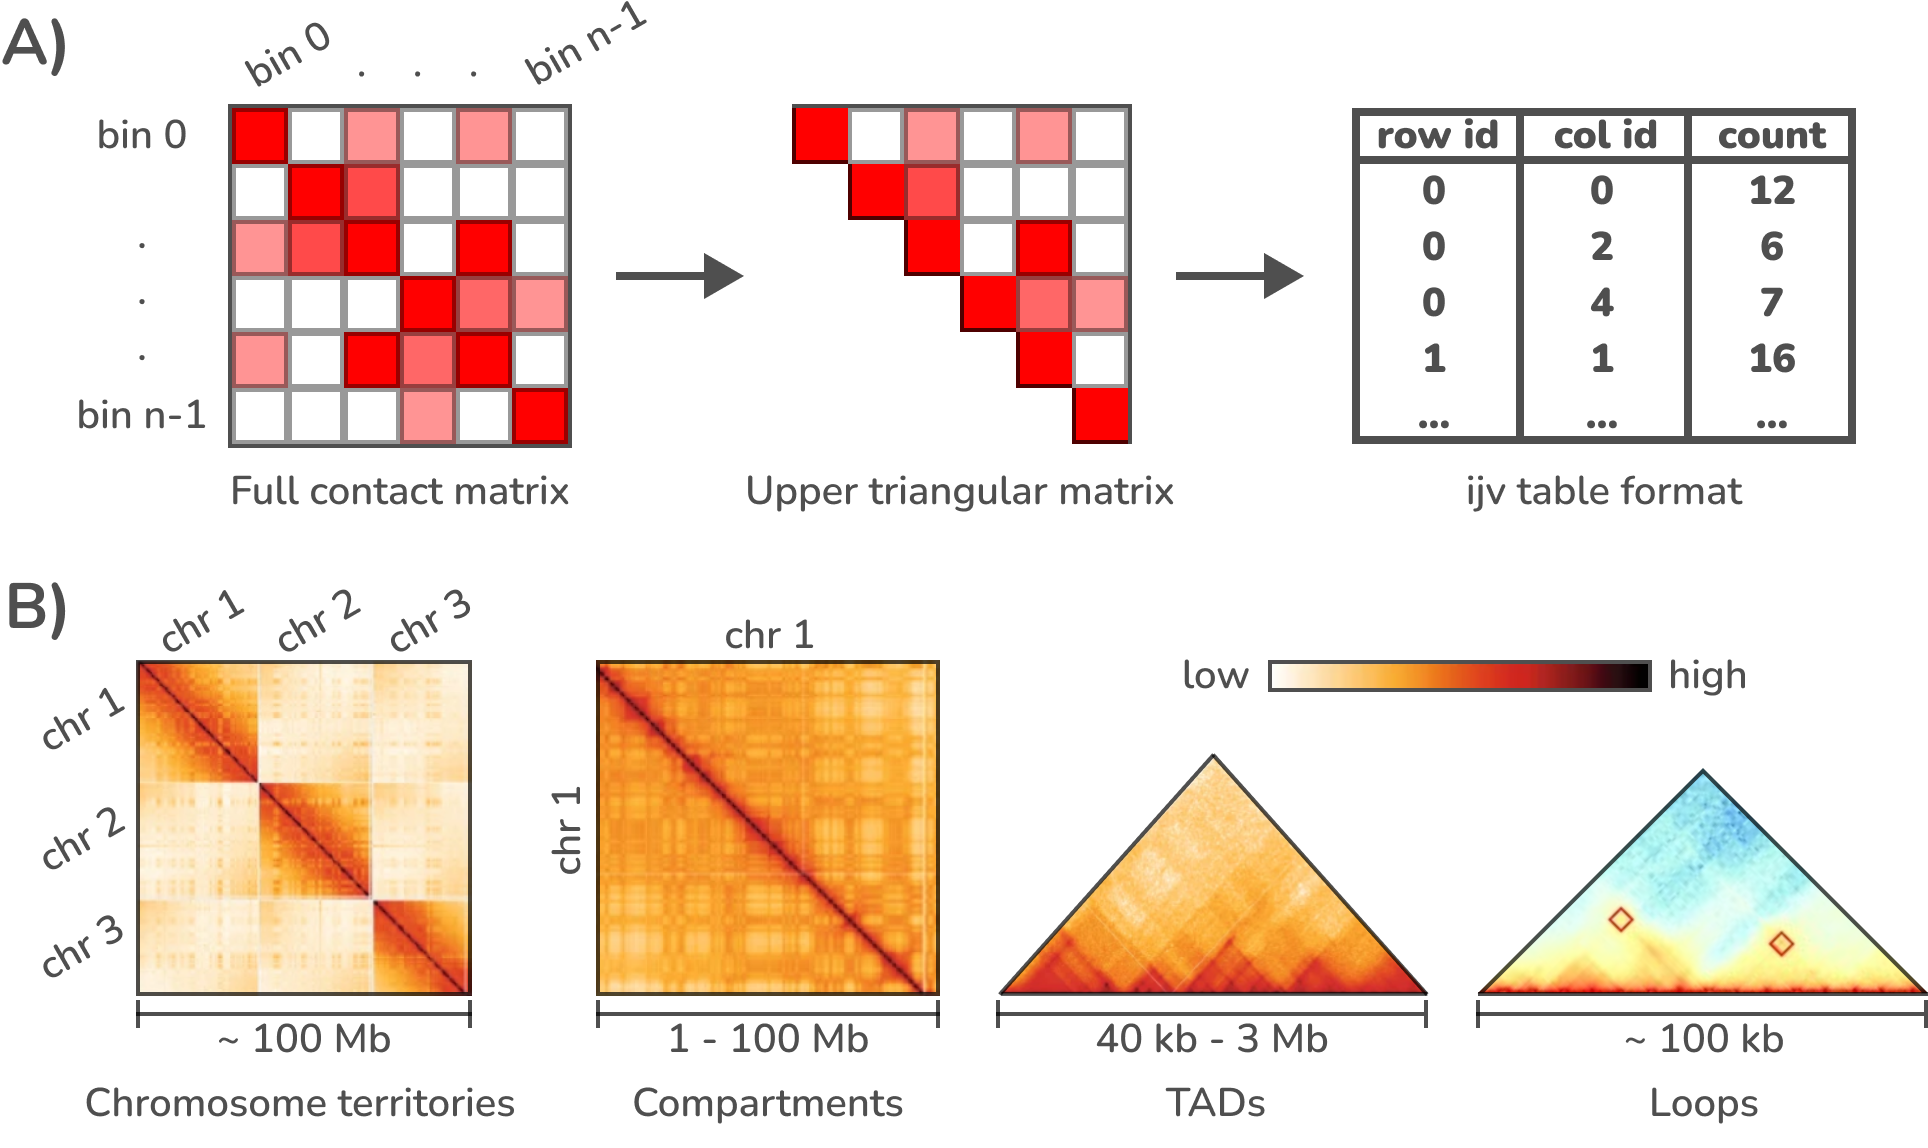 A)
bin 0 . . . bin n-1
bin 0
.
.
.
bin n-1
row id col id count
0 0 12
0 2 6
0 4 7
1 1 16
... ... ...
Full contact matrix
Upper triangular matrix
ijv table format
B)
chr 1 chr 2 chr 3
chr 1
chr 2
chr 3
~ 100 Mb
Chromosome territories
chr 1
chr 1
1 - 100 Mb
Compartments
low high
40 kb - 3 Mb
TADs
~ 100 kb
Loops